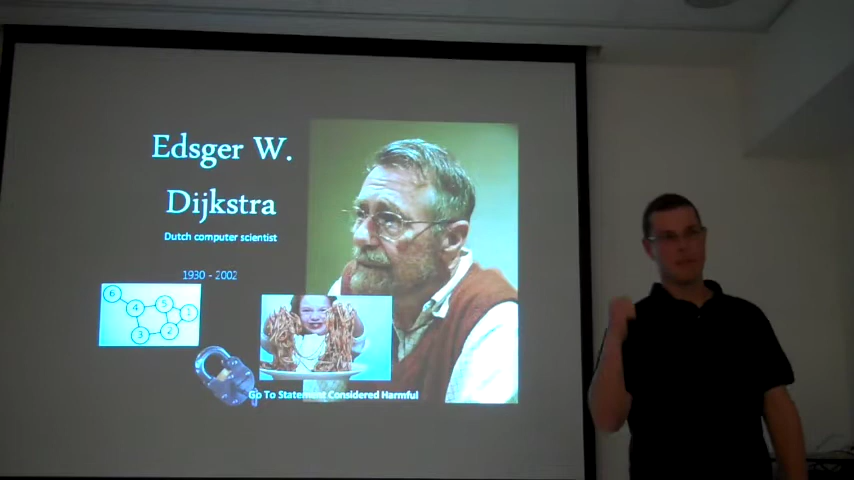 Edsger W.
Dijkstra
Dutch computer scientist
1930 - 2002
6
4
5
1
3
2
Go To Statement Considered Harmful